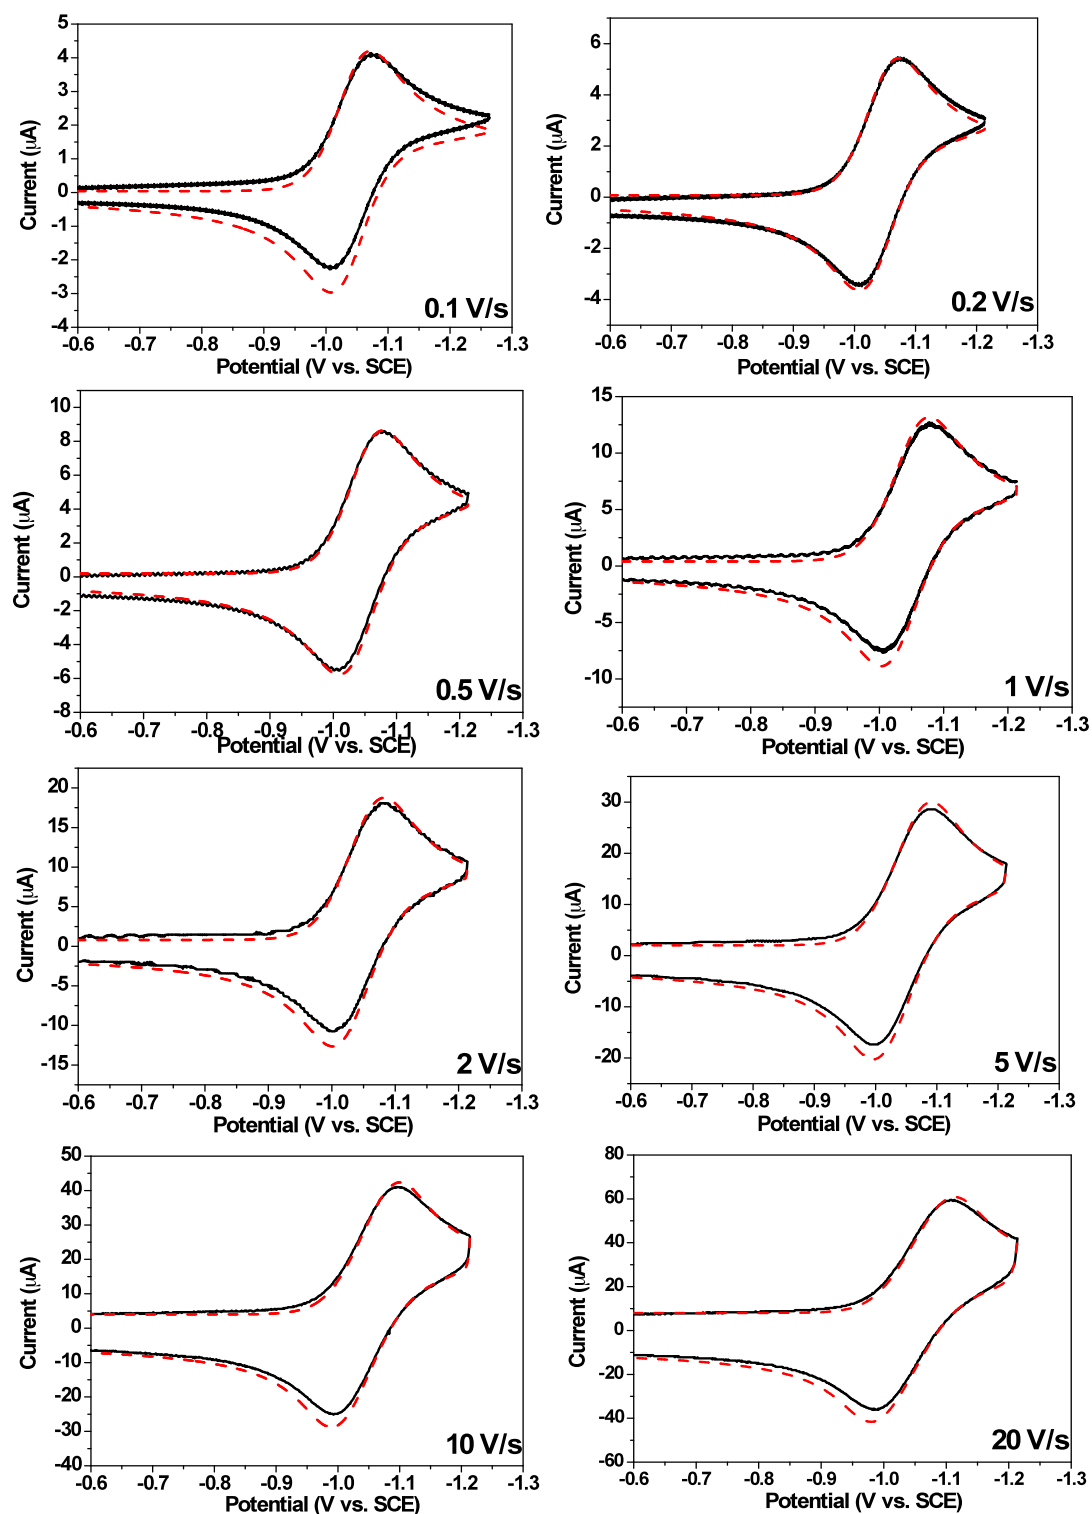 5
4
3
2
1
0
-1
-2
-3
-4
Current (μA)
0.1 V/s
-0.6 -0.7 -0.8 -0.9 -1.0 -1.1 -1.2 -1.3
Potential (V vs. SCE)
6
4
2
0
-2
-4
Current (μA)
0.2 V/s
-0.6 -0.7 -0.8 -0.9 -1.0 -1.1 -1.2 -1.3
Potential (V vs. SCE)
10
8
6
4
2
0
-2
-4
-6
-8
Current (μA)
0.5 V/s
-0.6 -0.7 -0.8 -0.9 -1.0 -1.1 -1.2 -1.3
Potential (V vs. SCE)
15
10
5
0
-5
-10
Current (μA)
1 V/s
-0.6 -0.7 -0.8 -0.9 -1.0 -1.1 -1.2 -1.3
Potential (V vs. SCE)
20
15
10
5
0
-5
-10
-15
Current (μA)
2 V/s
-0.6 -0.7 -0.8 -0.9 -1.0 -1.1 -1.2 -1.3
Potential (V vs. SCE)
30
20
10
0
-10
-20
Current (μA)
5 V/s
-0.6 -0.7 -0.8 -0.9 -1.0 -1.1 -1.2 -1.3
Potential (V vs. SCE)
50
40
30
20
10
0
-10
-20
-30
-40
Current (μA)
10 V/s
-0.6 -0.7 -0.8 -0.9 -1.0 -1.1 -1.2 -1.3
Potential (V vs. SCE)
80
60
40
20
0
-20
-40
-60
Current (μA)
20 V/s
-0.6 -0.7 -0.8 -0.9 -1.0 -1.1 -1.2 -1.3
Potential (V vs. SCE)